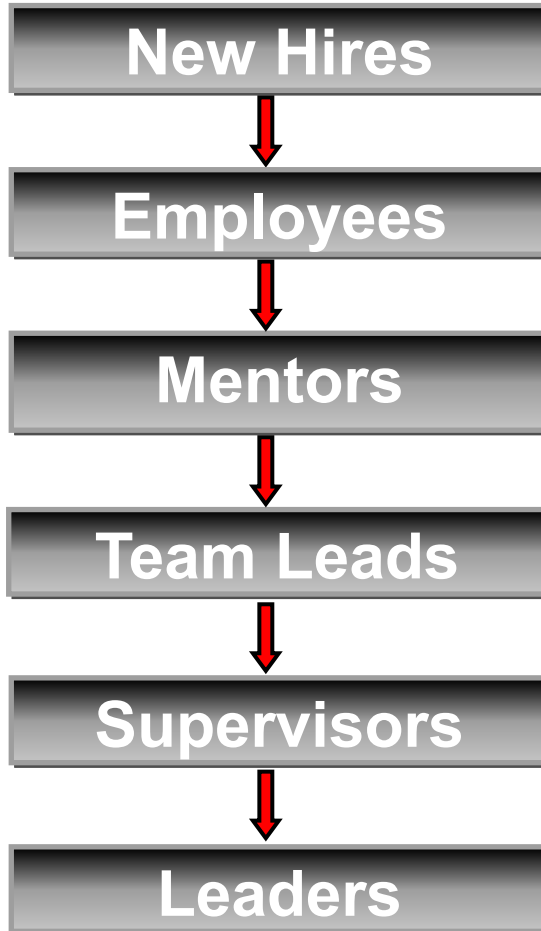 New Hires
Employees
Mentors
Team Leads
Supervisors
Leaders